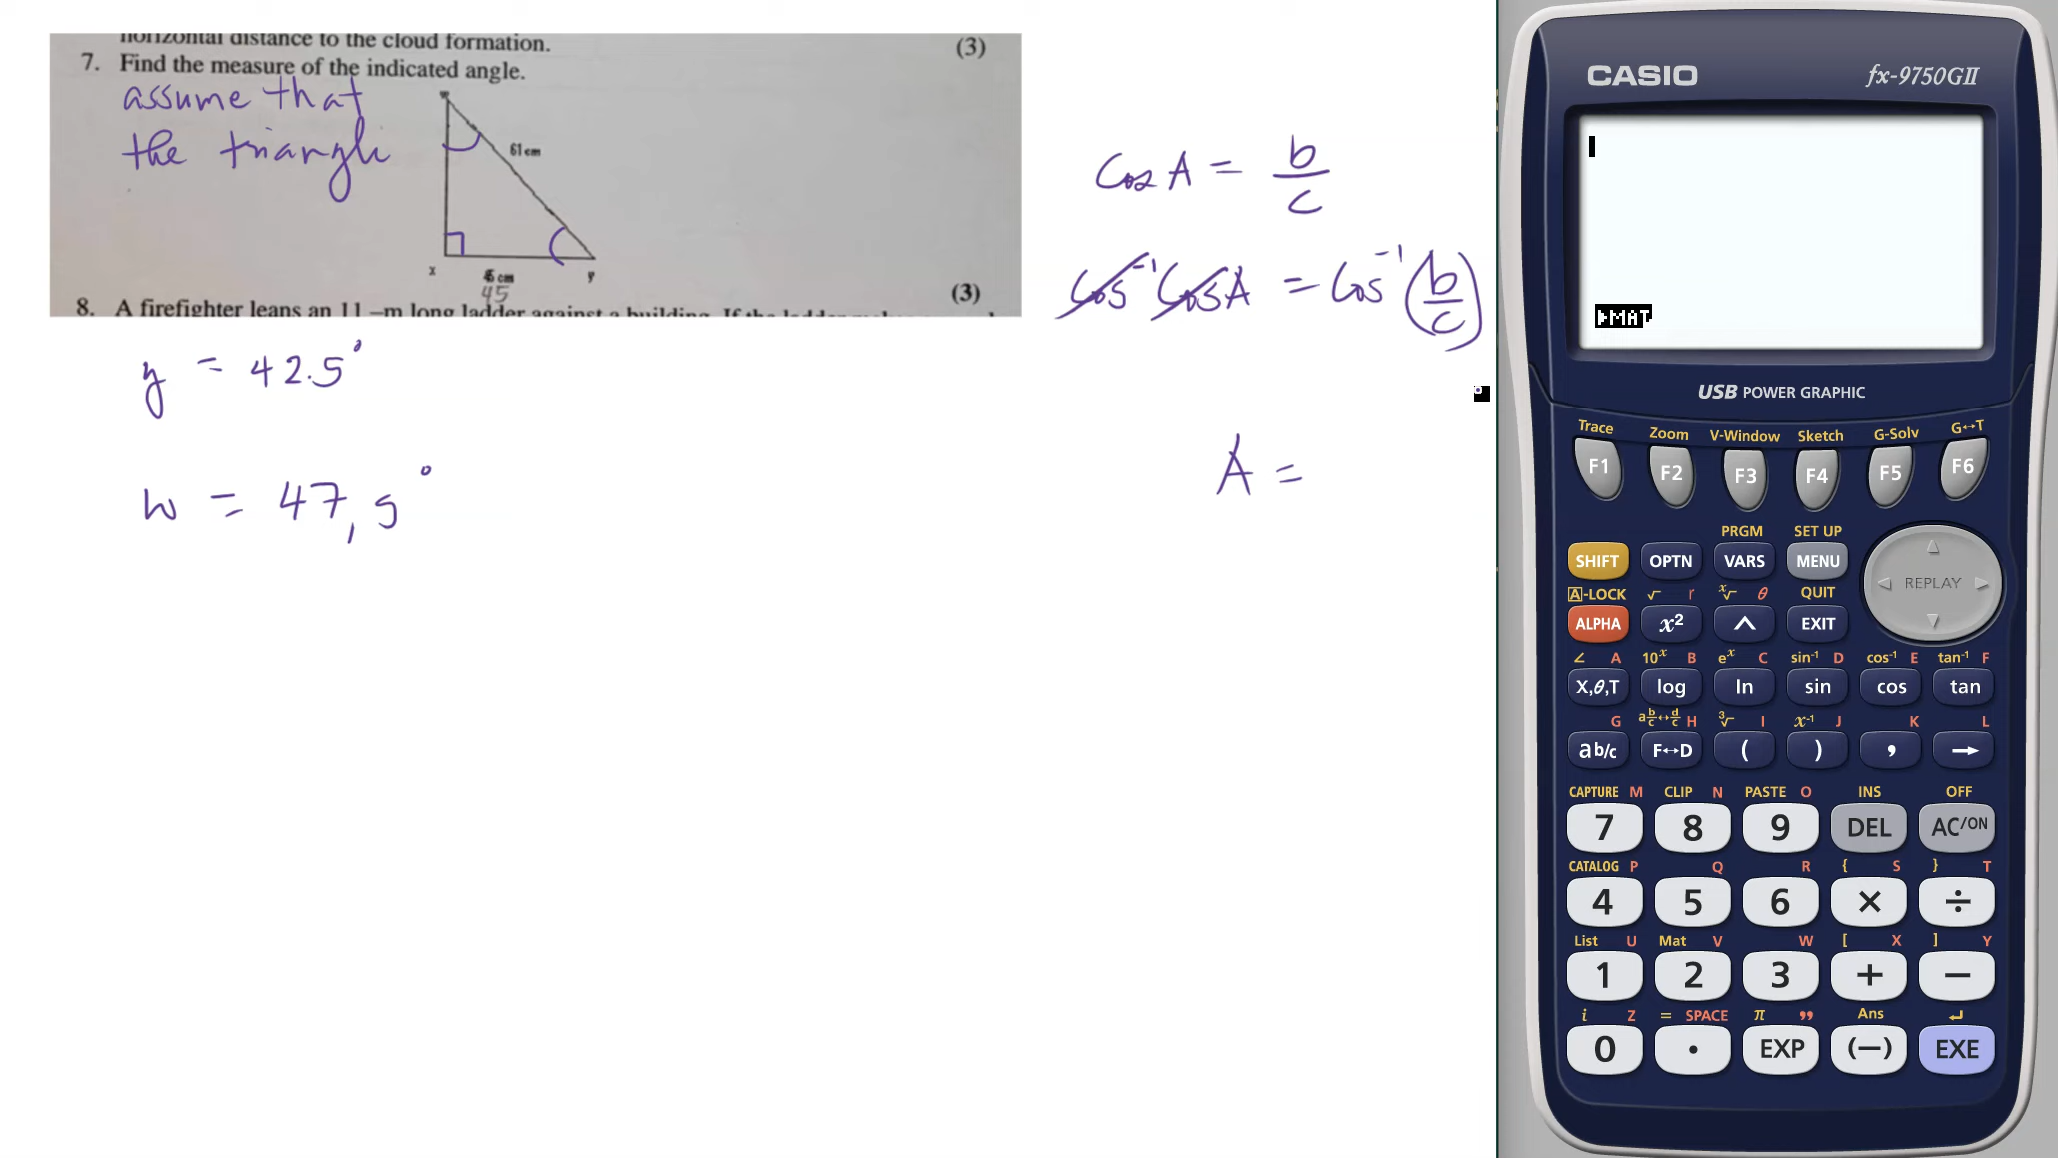 horizontal distance to the cloud formation. (3)
7. Find the measure of the indicated angle.
assume that
the triangle
61 cm
x
cm
y
45
(3)
8. A firefighter leans an 11 –m long ladder against a building. If the
y = 42.5°
w = 47,5°
Cos A = b/c
Cos⁻¹ Cos A = Cos⁻¹ (b/c)
A =
CASIO fx-9750GII
▶MAT
USB POWER GRAPHIC
Trace Zoom V-Window Sketch G-Solv G↔T
F1 F2 F3 F4 F5 F6
PRGM SET UP
SHIFT OPTN VARS MENU
A-LOCK √ r ˣ√ θ QUIT
ALPHA x² ^ EXIT
REPLAY
∠ A 10ˣ B eˣ C sin⁻¹ D cos⁻¹ E tan⁻¹ F
X,θ,T log ln sin cos tan
G a b/c↔d/c H ³√ I x⁻¹ J K L
a b/c F↔D ( ) , →
CAPTURE M CLIP N PASTE O INS OFF
7 8 9 DEL AC/ON
CATALOG P Q R { S } T
4 5 6 × ÷
List U Mat V W [ X ] Y
1 2 3 + −
i Z = SPACE π ” Ans ↵
0 . EXP (−) EXE